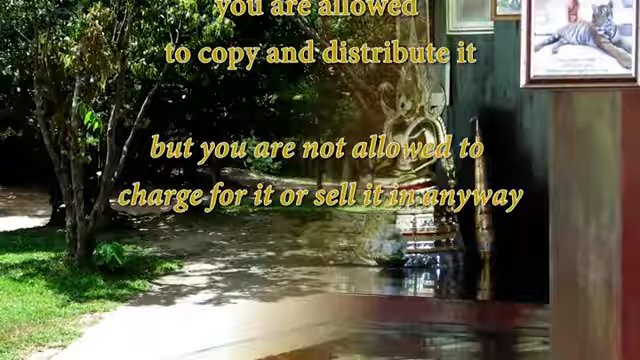 you are allowed
to copy and distribute it
but you are not allowed to
charge for it or sell it in anyway